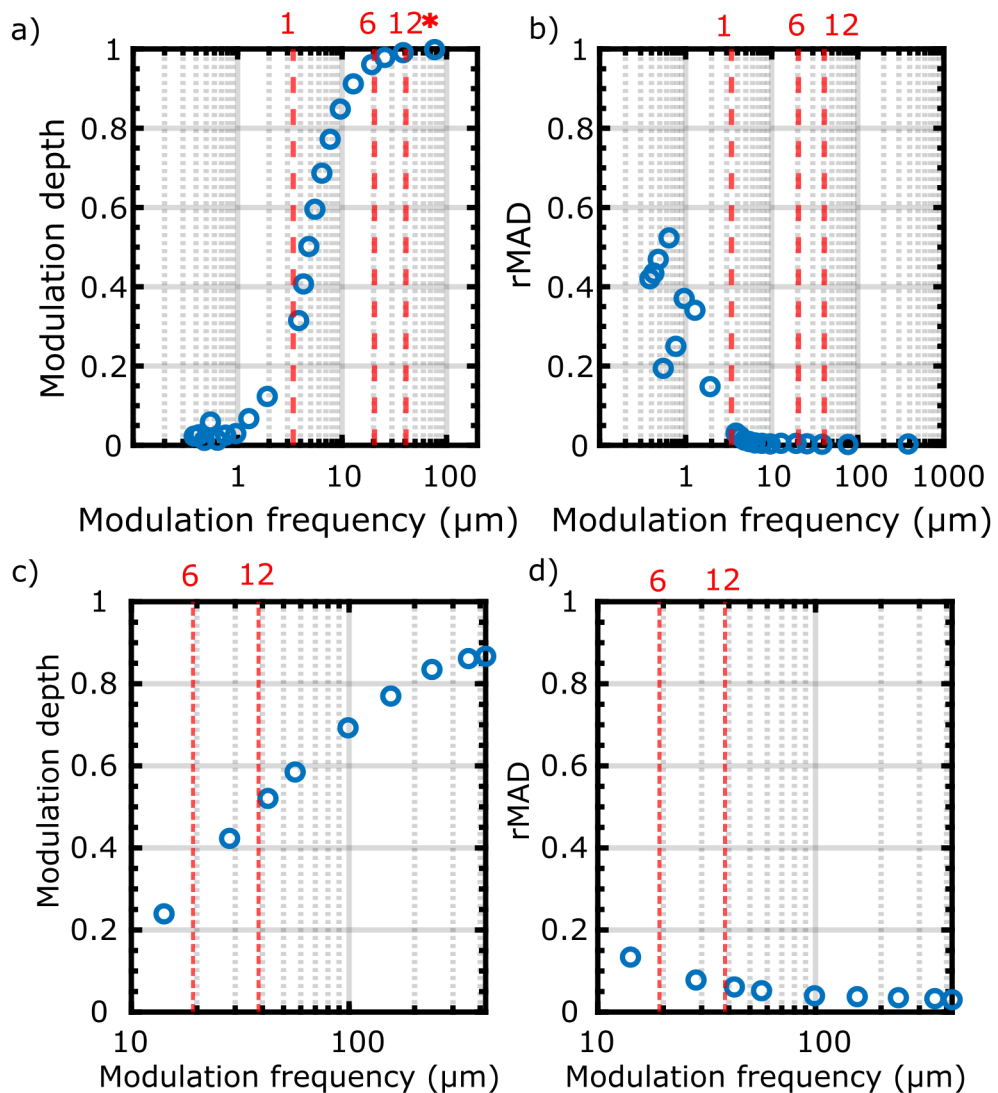 a)
1 6 12*
Modulation depth
1
0.8
0.6
0.4
0.2
0
1 10 100
Modulation frequency (µm)
b)
1 6 12
rMAD
1
0.8
0.6
0.4
0.2
0
1 10 100 1000
Modulation frequency (µm)
c)
6 12
Modulation depth
1
0.8
0.6
0.4
0.2
0
10 100
Modulation frequency (µm)
d)
6 12
rMAD
1
0.8
0.6
0.4
0.2
0
10 100
Modulation frequency (µm)